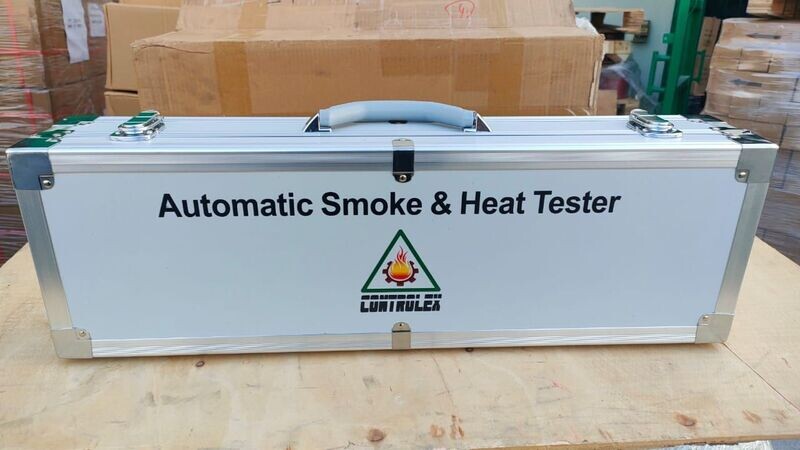 Automatic Smoke & Heat Tester
CONTROLEX